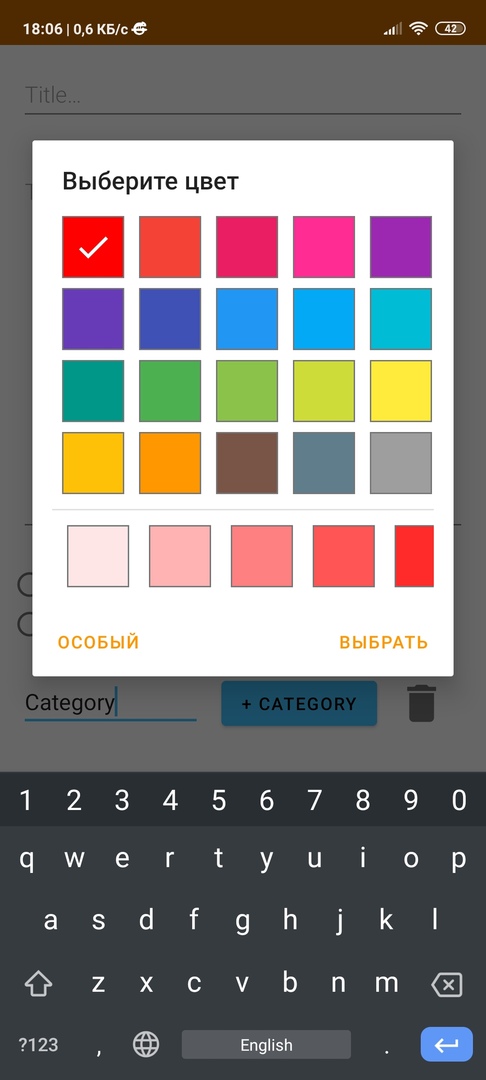 18:06 | 0,6 КБ/с
42
Title...
Выберите цвет
ОСОБЫЙ
ВЫБРАТЬ
Category
+ CATEGORY
1 2 3 4 5 6 7 8 9 0
q w e r t y u i o p
a s d f g h j k l
z x c v b n m
?123 , English .